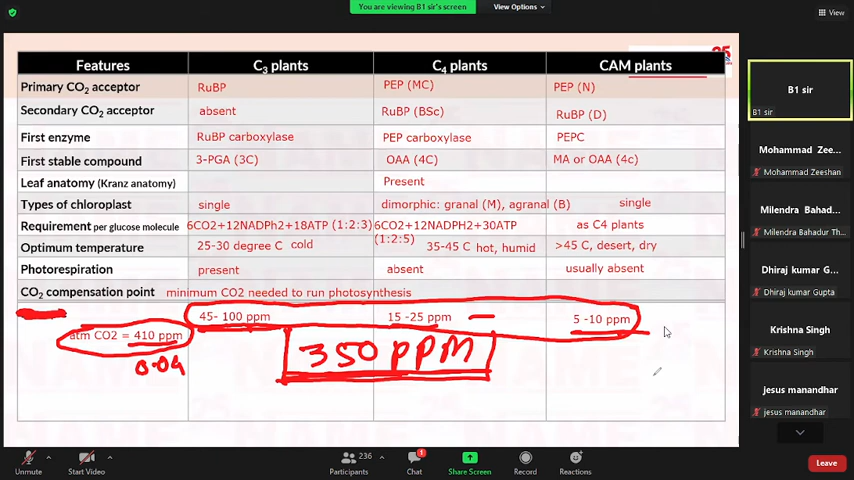 You are viewing B1 sir's screen
View Options
View
Features C3 plants C4 plants CAM plants
Primary CO2 acceptor RuBP PEP (MC) PEP (N)
Secondary CO2 acceptor absent RuBP (BSc) RuBP (D)
First enzyme RuBP carboxylase PEP carboxylase PEPC
First stable compound 3-PGA (3C) OAA (4C) MA or OAA (4c)
Leaf anatomy (Kranz anatomy) Present
Types of chloroplast single dimorphic: granal (M), agranal (B) single
Requirement per glucose molecule 6CO2+12NADPh2+18ATP (1:2:3) 6CO2+12NADPH2+30ATP as C4 plants
(1:2:5)
Optimum temperature 25-30 degree C cold 35-45 C hot, humid >45 C, desert, dry
Photorespiration present absent usually absent
CO2 compensation point minimum CO2 needed to run photosynthesis
45- 100 ppm 15 -25 ppm 5 -10 ppm
atm CO2 = 410 ppm
350 PPM
0.04
B1 sir
B1 sir
Mohammad Zee...
Mohammad Zeeshan
Milendra Bahad...
Milendra Bahadur Th...
Dhiraj kumar G...
Dhiraj kumar Gupta
Krishna Singh
Krishna Singh
jesus manandhar
jesus manandhar
Unmute
Start Video
236
Participants
1
Chat
Share Screen
Record
Reactions
Leave